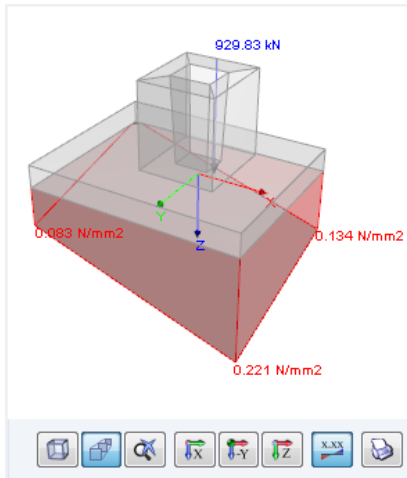 929.83 kN
X
Y
Z
0.083 N/mm2
0.134 N/mm2
0.221 N/mm2
X
-Y
Z
x.xx